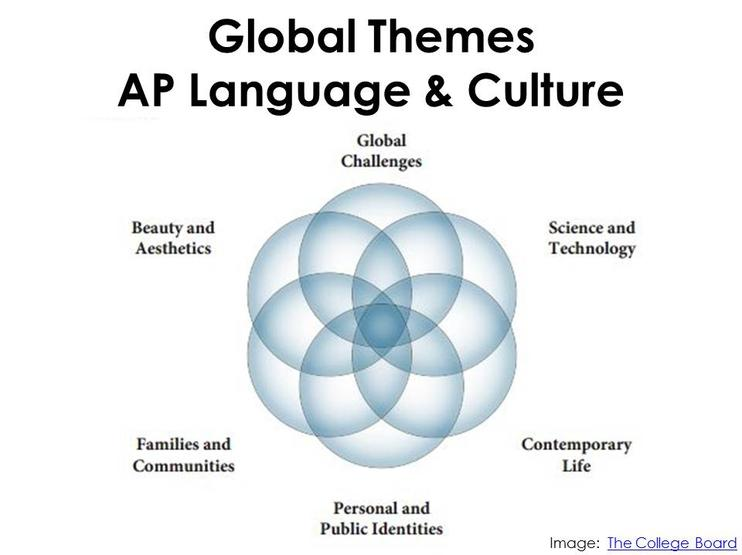 Global Themes
AP Language & Culture
Global
Challenges
Beauty and
Aesthetics
Science and
Technology
Families and
Communities
Contemporary
Life
Personal and
Public Identities
Image: The College Board